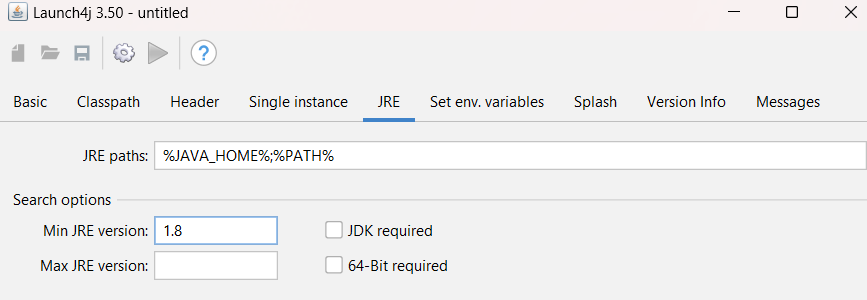 Launch4j 3.50 - untitled
Basic Classpath Header Single instance JRE Set env. variables Splash Version Info Messages
JRE paths: %JAVA_HOME%;%PATH%
Search options
Min JRE version: 1.8 JDK required
Max JRE version: 64-Bit required